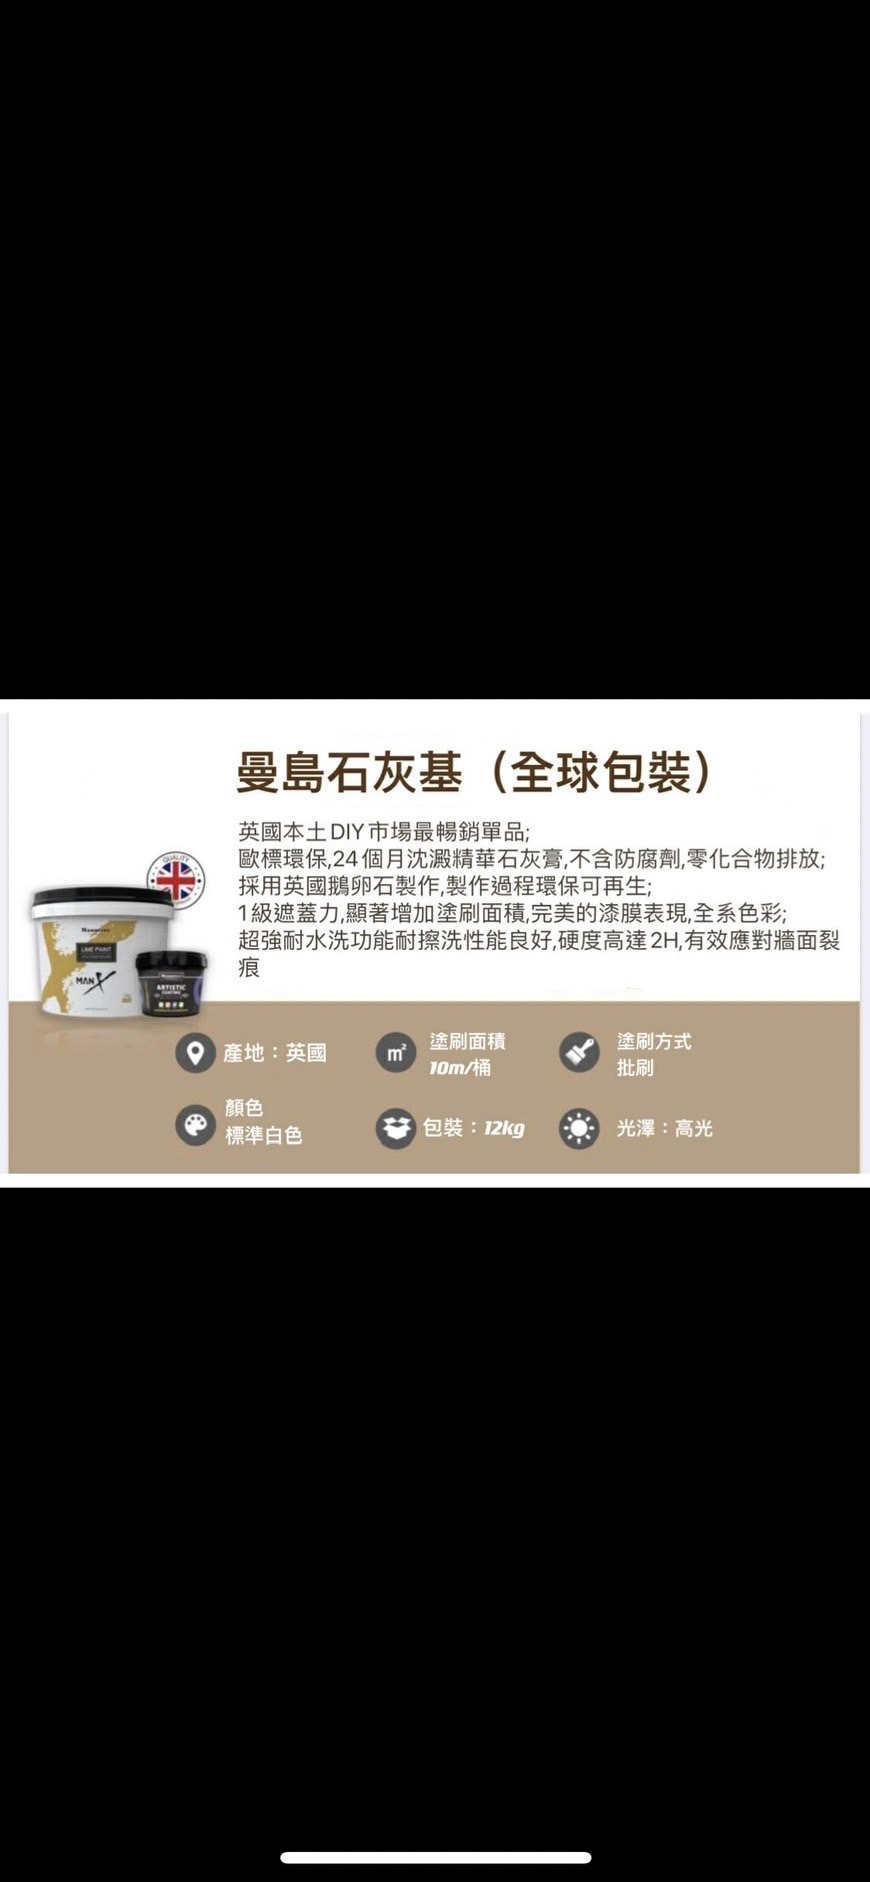 曼島石灰基（全球包裝）
英國本土DIY市場最暢銷單品;
歐標環保,24個月沈澱精華石灰膏,不含防腐劑,零化合物排放;
採用英國鵝卵石製作,製作過程環保可再生;
1級遮蓋力,顯著增加塗刷面積,完美的漆膜表現,全系色彩;
超強耐水洗功能耐擦洗性能良好,硬度高達2H,有效應對牆面裂
痕
QUALITY
LIME PAINT
MAN X
ARTISTIC
COATING
產地：英國
m²
塗刷面積
10m/桶
塗刷方式
批刷
顏色
標準白色
包裝：12kg
光澤：高光